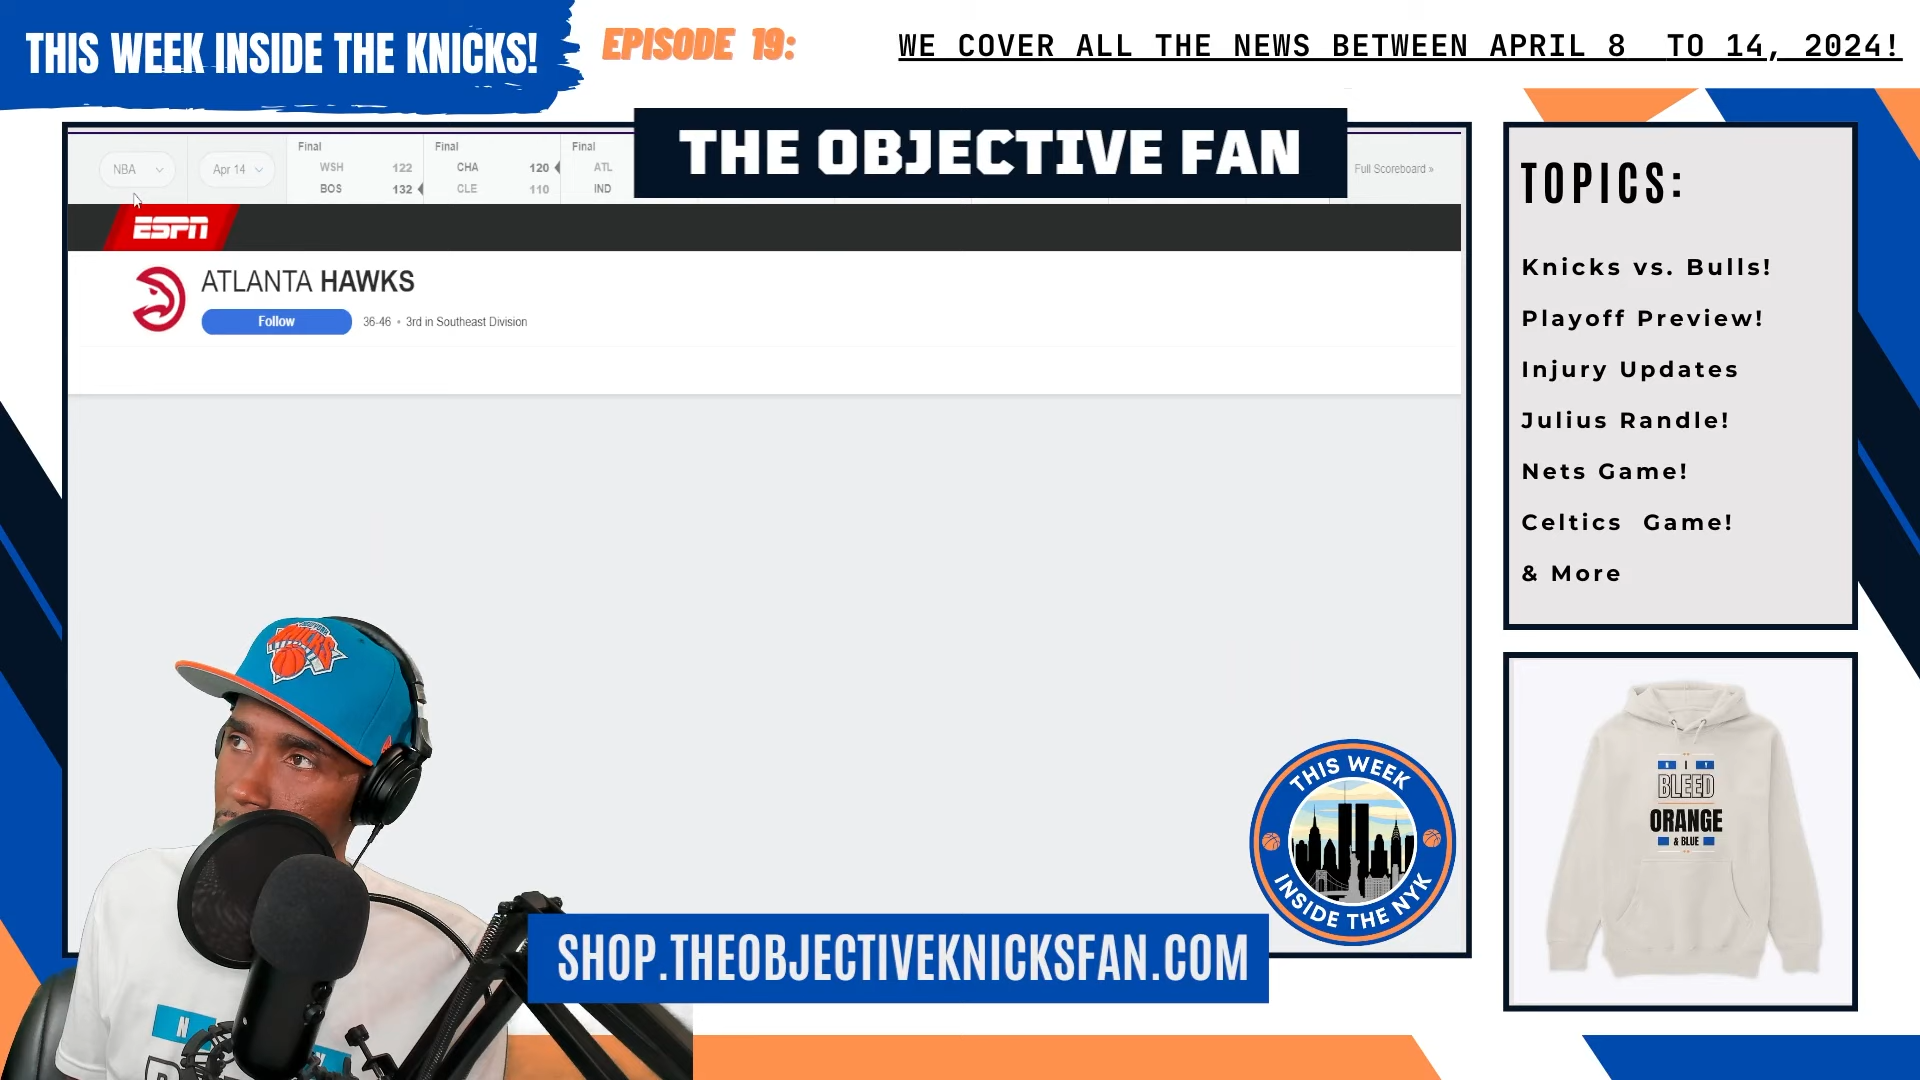 THIS WEEK INSIDE THE KNICKS!
EPISODE 19:
WE COVER ALL THE NEWS BETWEEN APRIL 8 TO 14, 2024!
THE OBJECTIVE FAN
NBA
Apr 14
Final
WSH 122
BOS 132
Final
CHA 120
CLE 110
Final
ATL
IND
Full Scoreboard »
ESPN
ATLANTA HAWKS
Follow
36-46 • 3rd in Southeast Division
TOPICS:
Knicks vs. Bulls!
Playoff Preview!
Injury Updates
Julius Randle!
Nets Game!
Celtics Game!
& More
KNICKS
THIS WEEK
INSIDE THE NYK
SHOP.THEOBJECTIVEKNICKSFAN.COM
BLEED
ORANGE
& BLUE
N